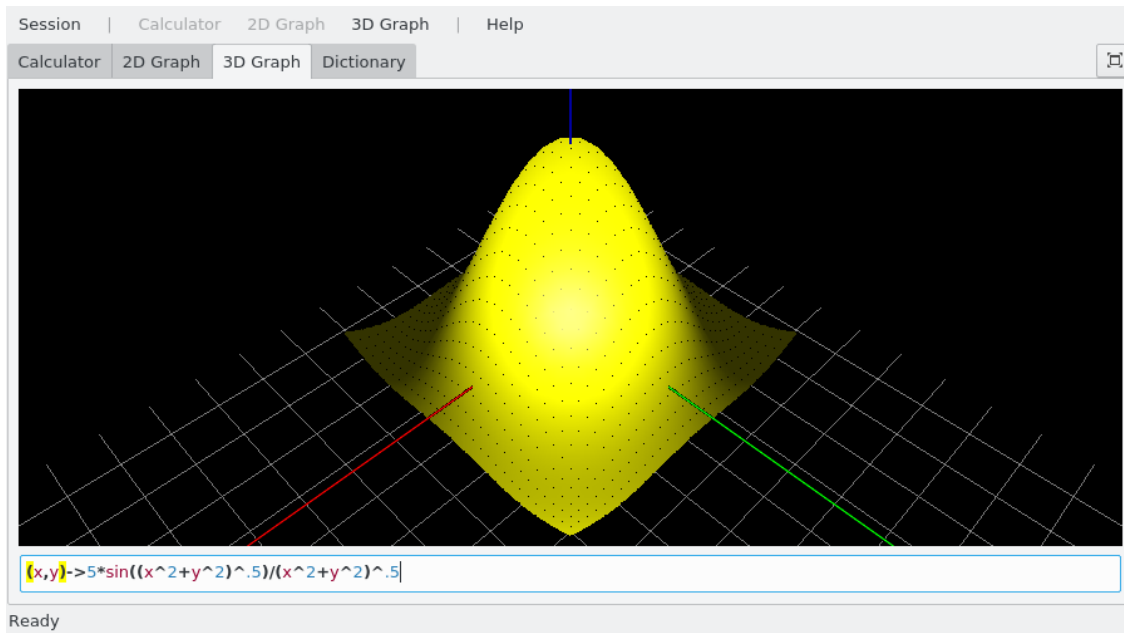 Session | Calculator 2D Graph 3D Graph | Help
Calculator 2D Graph 3D Graph Dictionary
(x,y)->5*sin((x^2+y^2)^.5)/(x^2+y^2)^.5
Ready